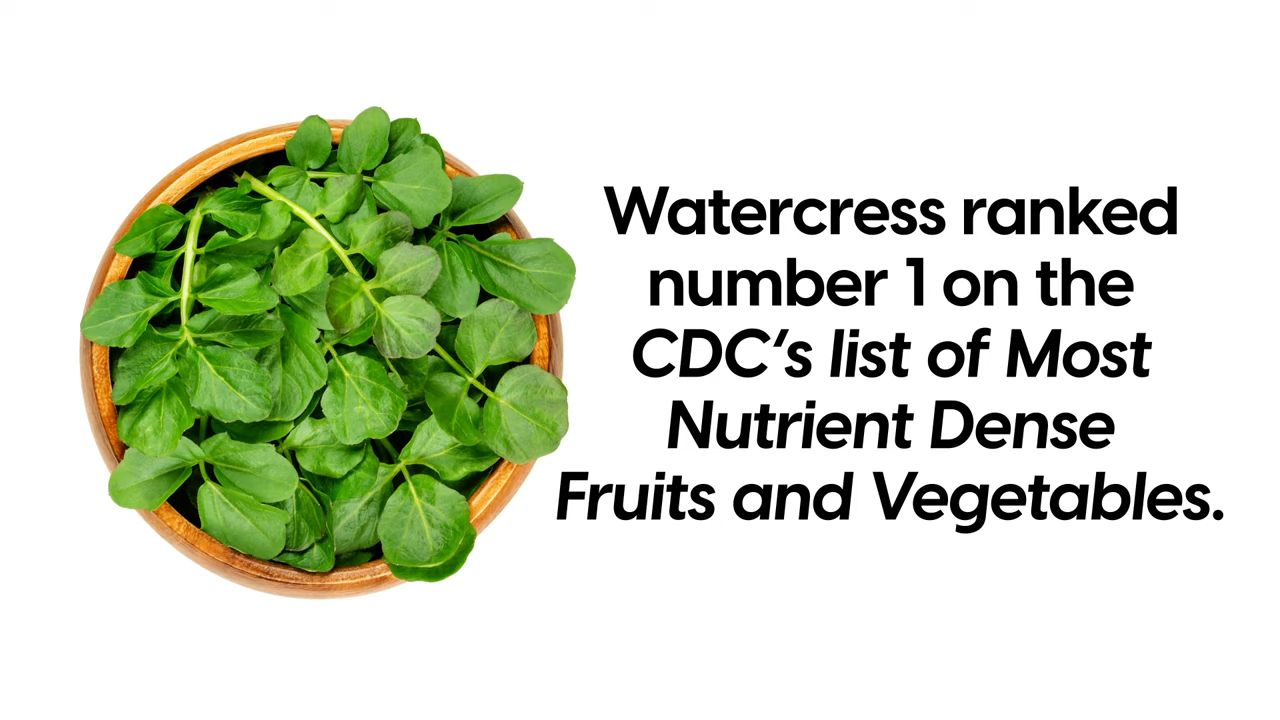 Watercress ranked
number 1 on the
CDC's list of Most
Nutrient Dense
Fruits and Vegetables.